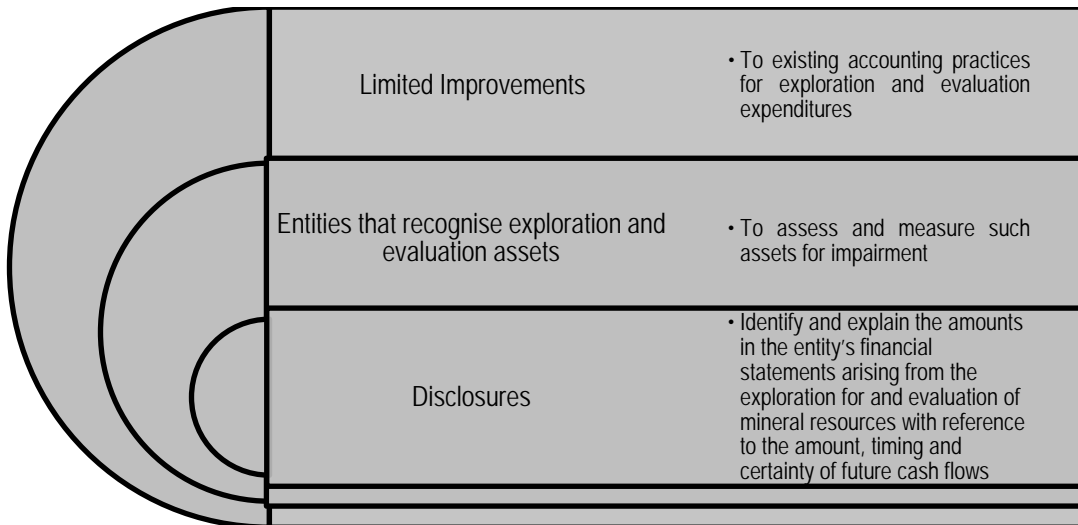 Limited Improvements
• To existing accounting practices
for exploration and evaluation
expenditures
Entities that recognise exploration and
evaluation assets
• To assess and measure such
assets for impairment
Disclosures
• Identify and explain the amounts
in the entity's financial
statements arising from the
exploration for and evaluation of
mineral resources with reference
to the amount, timing and
certainty of future cash flows